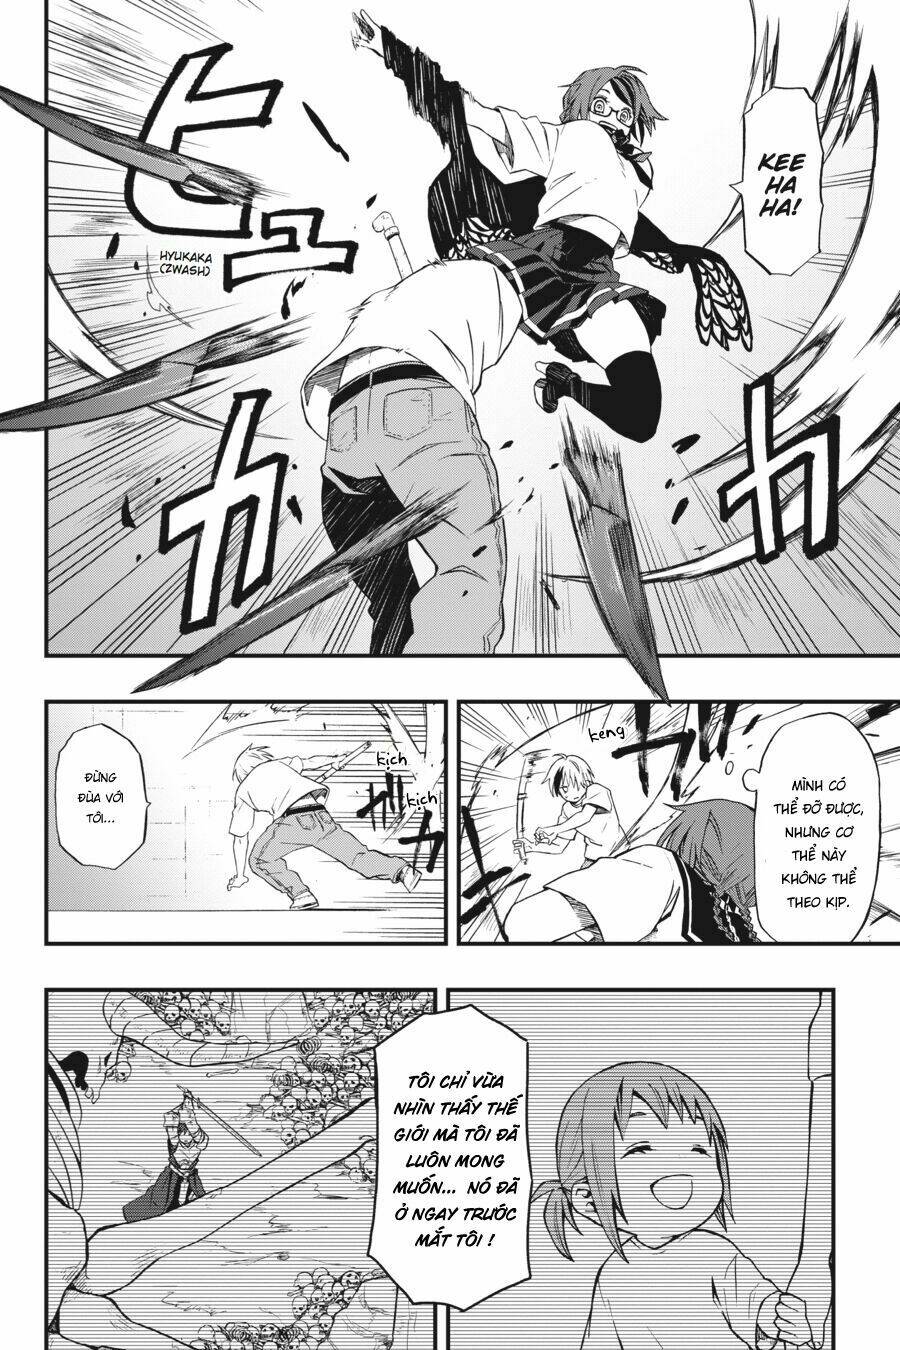 KEE
HA
HA!
ヒュ
カカ
HYUKAKA
(ZWASH)
keng
MÌNH CÓ
THỂ ĐỠ ĐƯỢC,
NHƯNG CƠ
THỂ NÀY
KHÔNG THỂ
THEO KỊP.
kịch
kịch
ĐỪNG
ĐÙA VỚI
TÔI...
TÔI CHỈ VỪA
NHÌN THẤY THẾ
GIỚI MÀ TÔI ĐÃ
LUÔN MONG
MUỐN... NÓ ĐÃ
Ở NGAY TRƯỚC
MẮT TÔI !